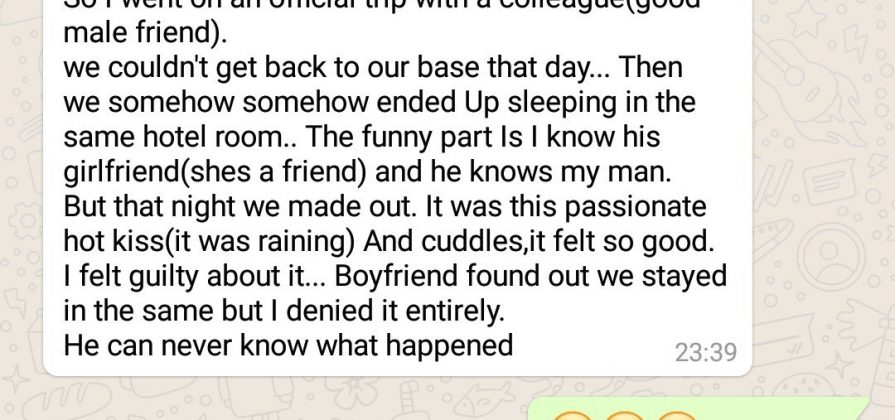 So I went on an official trip with a colleague(good
male friend).
we couldn't get back to our base that day... Then
we somehow somehow ended Up sleeping in the
same hotel room.. The funny part Is I know his
girlfriend(shes a friend) and he knows my man.
But that night we made out. It was this passionate
hot kiss(it was raining) And cuddles,it felt so good.
I felt guilty about it... Boyfriend found out we stayed
in the same but I denied it entirely.
He can never know what happened
23:39